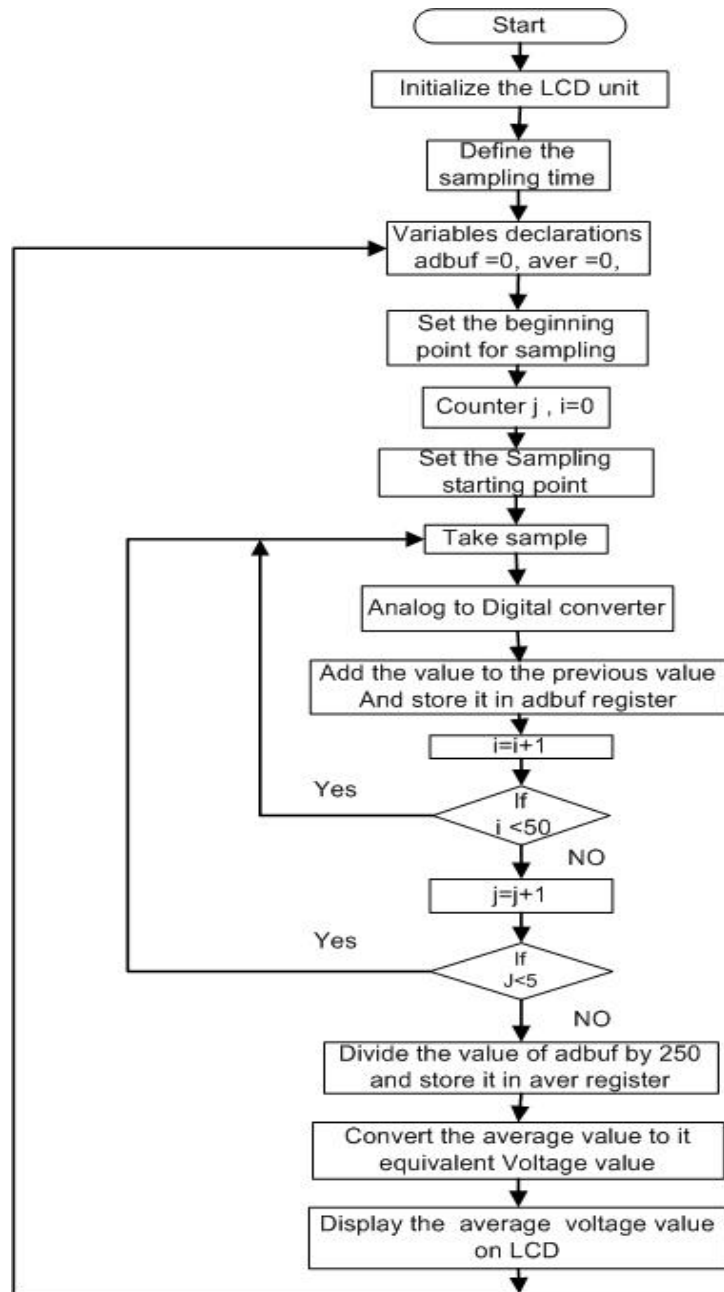 Start
Initialize the LCD unit
Define the
sampling time
Variables declarations
adbuf =0, aver =0,
Set the beginning
point for sampling
Counter j , i=0
Set the Sampling
starting point
Take sample
Analog to Digital converter
Add the value to the previous value
And store it in adbuf register
i=i+1
Yes
If
i <50
NO
j=j+1
Yes
If
J<5
NO
Divide the value of adbuf by 250
and store it in aver register
Convert the average value to it
equivalent Voltage value
Display the average voltage value
on LCD